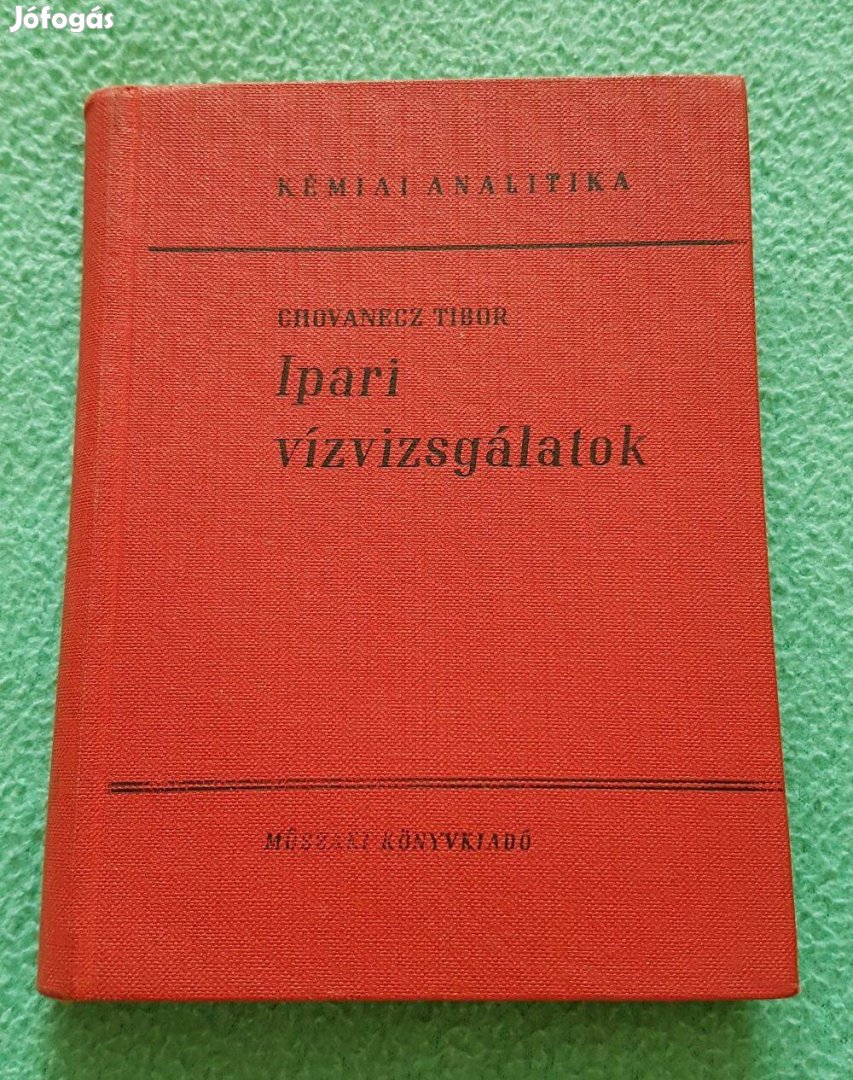 Jófogás
KÉMIAI ANALITIKA
CHOVANECZ TIBOR
Ipari
vízvizsgálatok
MŰSZAKI KÖNYVKIADÓ